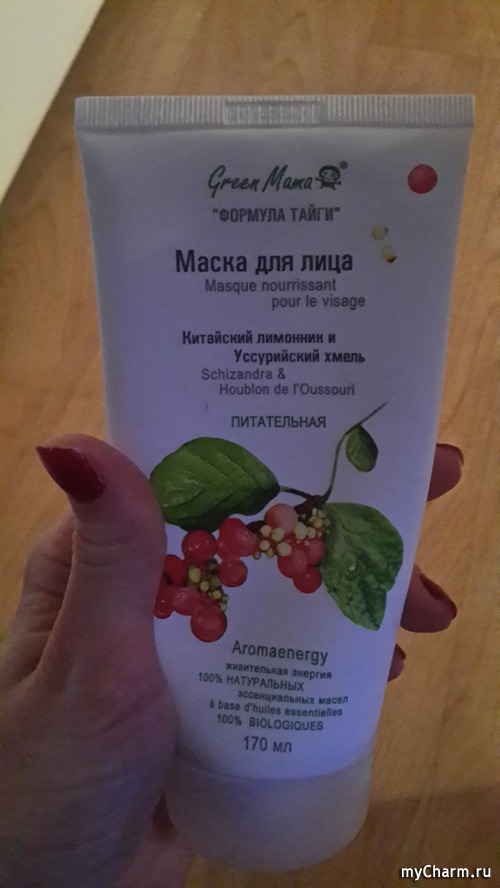 Green Mama ®
"ФОРМУЛА ТАЙГИ"
Маска для лица
Masque nourrissant
pour le visage
Китайский лимонник и
Уссурийский хмель
Schizandra &
Houblon de l'Oussouri
ПИТАТЕЛЬНАЯ
Aromaenergy
живительная энергия
100% НАТУРАЛЬНЫХ
эссенциальных масел
à base d'huiles essentielles
100% BIOLOGIQUES
170 мл
myCharm.ru